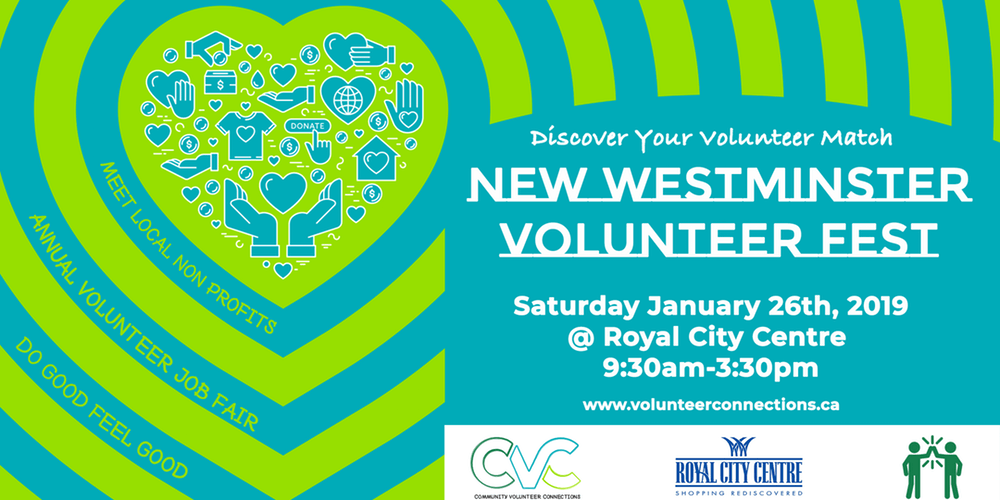 DONATE
MEET LOCAL NON PROFITS
ANNUAL VOLUNTEER JOB FAIR
DO GOOD FEEL GOOD
Discover Your Volunteer Match
NEW WESTMINSTER
VOLUNTEER FEST
Saturday January 26th, 2019
@ Royal City Centre
9:30am-3:30pm
www.volunteerconnections.ca
CVC
COMMUNITY VOLUNTEER CONNECTIONS
ROYAL CITY CENTRE
SHOPPING REDISCOVERED